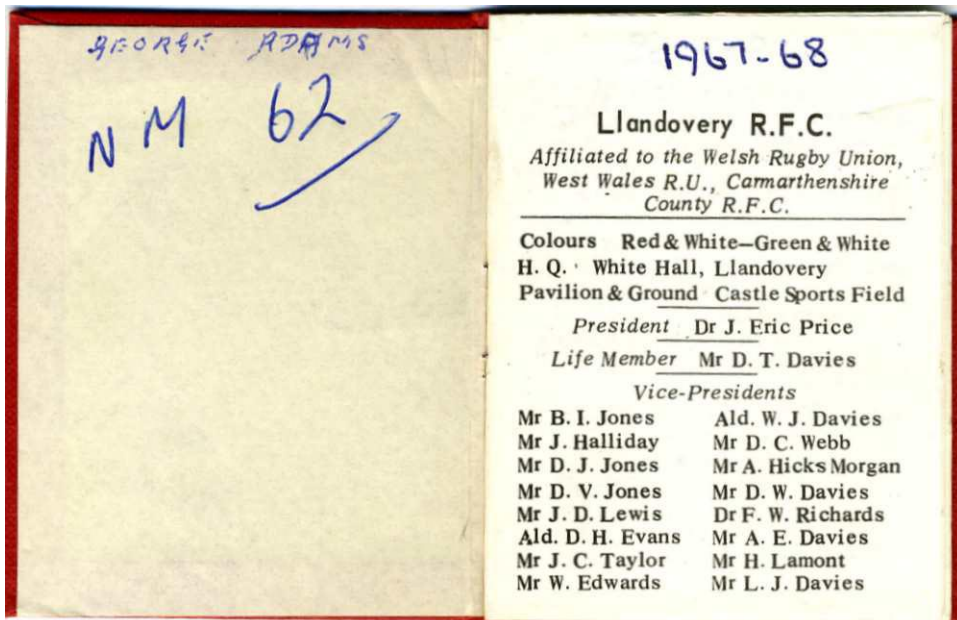 GEORGE ADAMS
NM 62
1967-68
Llandovery R.F.C.
Affiliated to the Welsh Rugby Union,
West Wales R.U., Carmarthenshire
County R.F.C.
Colours Red & White—Green & White
H. Q. White Hall, Llandovery
Pavilion & Ground Castle Sports Field
President Dr J. Eric Price
Life Member Mr D. T. Davies
Vice-Presidents
Mr B. I. Jones Ald. W. J. Davies
Mr J. Halliday Mr D. C. Webb
Mr D. J. Jones Mr A. Hicks Morgan
Mr D. V. Jones Mr D. W. Davies
Mr J. D. Lewis Dr F. W. Richards
Ald. D. H. Evans Mr A. E. Davies
Mr J. C. Taylor Mr H. Lamont
Mr W. Edwards Mr L. J. Davies